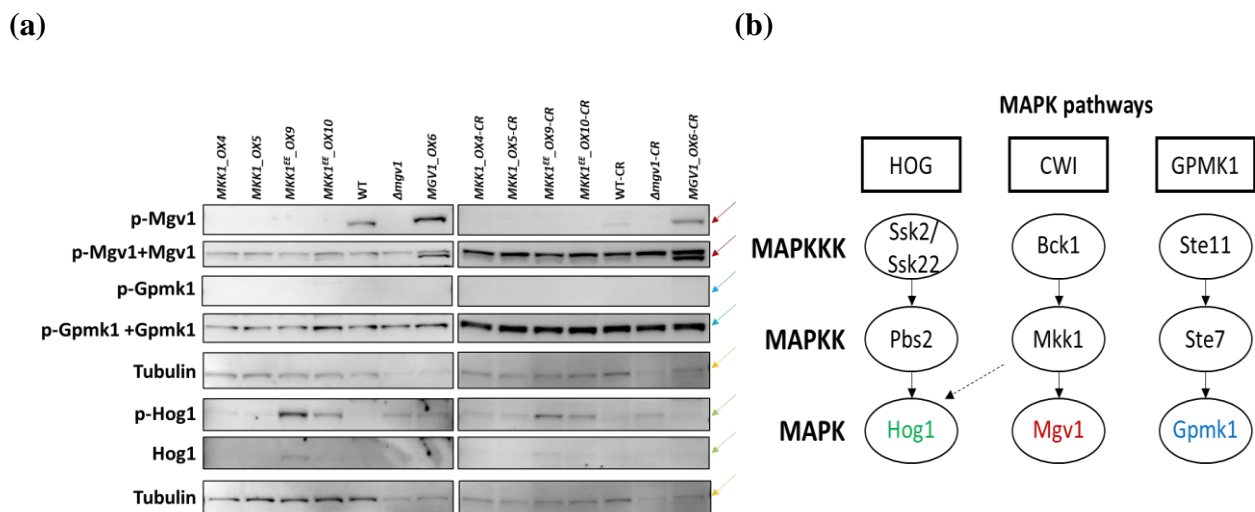 (a)
MKK1_OX4
MKK1_OX5
MKK1EE_OX9
MKK1EE_OX10
WT
Δmgv1
MGV1_OX6
MKK1_OX4-CR
MKK1_OX5-CR
MKK1EE_OX9-CR
MKK1EE_OX10-CR
WT-CR
Δmgv1-CR
MGV1_OX6-CR
p-Mgv1
p-Mgv1+Mgv1
p-Gpmk1
p-Gpmk1 +Gpmk1
Tubulin
p-Hog1
Hog1
Tubulin
(b)
MAPK pathways
HOG
CWI
GPMK1
MAPKKK
Ssk2/
Ssk22
Bck1
Ste11
MAPKK
Pbs2
Mkk1
Ste7
MAPK
Hog1
Mgv1
Gpmk1